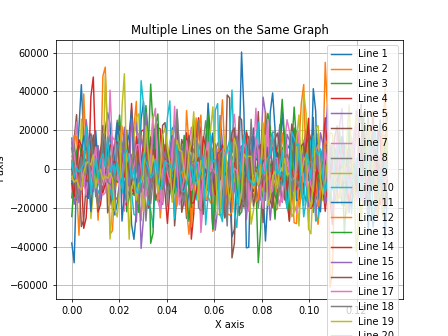 Multiple Lines on the Same Graph
60000
40000
20000
0
−20000
−40000
−60000
0.00
0.02
0.04
0.06
0.08
0.10
X axis
Line 1
Line 2
Line 3
Line 4
Line 5
Line 6
Line 7
Line 8
Line 9
Line 10
Line 11
Line 12
Line 13
Line 14
Line 15
Line 16
Line 17
Line 18
Line 19
Line 20